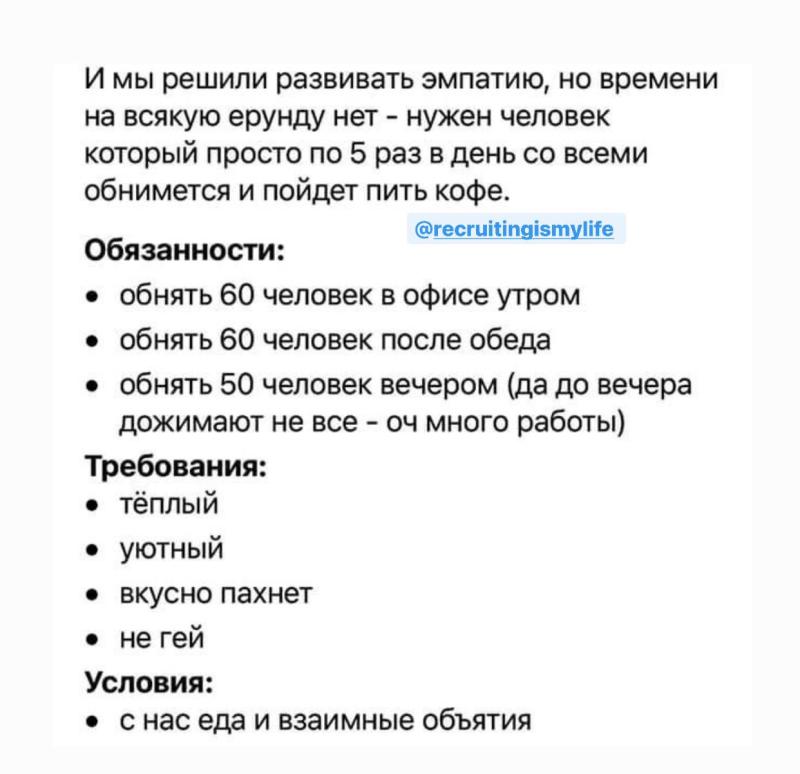 И мы решили развивать эмпатию, но времени
на всякую ерунду нет - нужен человек
который просто по 5 раз в день со всеми
обнимется и пойдет пить кофе.
@recruitingismylife
Обязанности:
• обнять 60 человек в офисе утром
• обнять 60 человек после обеда
• обнять 50 человек вечером (да до вечера
дожимают не все - оч много работы)
Требования:
• тёплый
• уютный
• вкусно пахнет
• не гей
Условия:
• с нас еда и взаимные объятия